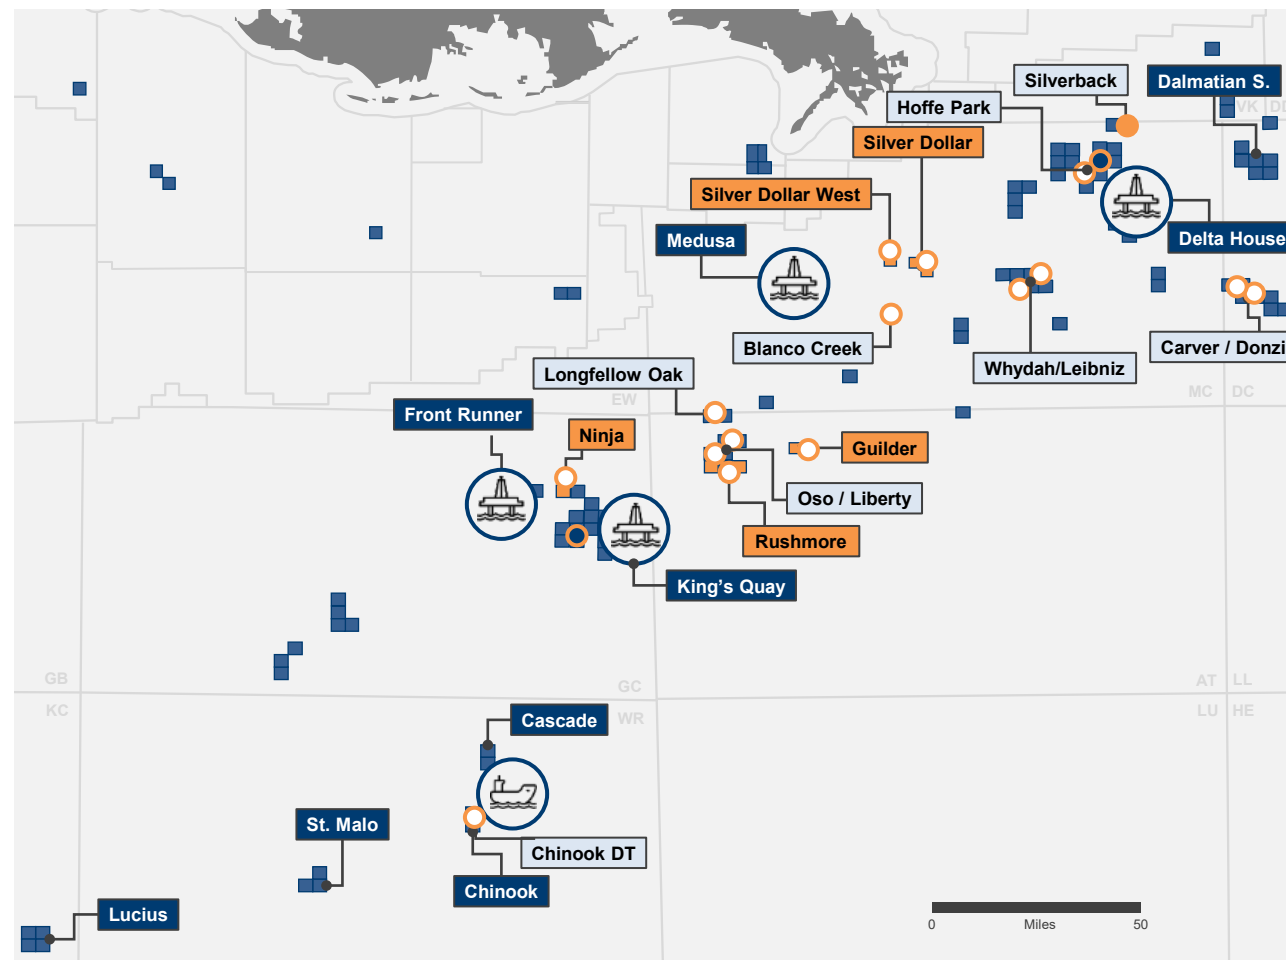 Silverback
Dalmatian S.
Hoffe Park
VK
DD
Silver Dollar
Silver Dollar West
Medusa
Delta House
Blanco Creek
Carver / Donzi
Whydah/Leibniz
Longfellow Oak
EW
MC
DC
Front Runner
Ninja
Guilder
Oso / Liberty
Rushmore
King's Quay
GB
GC
AT
LL
KC
WR
LU
HE
Cascade
St. Malo
Chinook DT
Chinook
Lucius
0 Miles 50